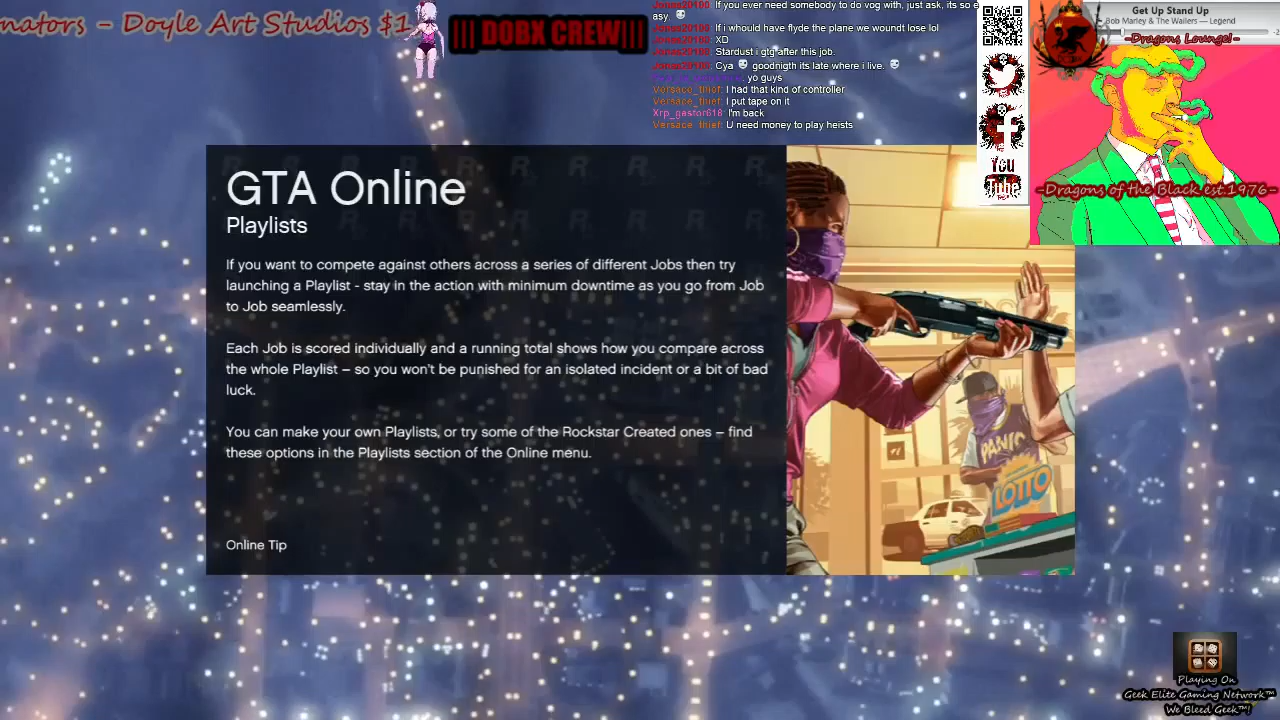 nators - Doyle Art Studios $1
||| DOBX CREW|||
Jonas20100: If you ever need somebody to do vog with, just ask, its so e
asy.
Jonas20100: If i would have flyde the plane we woundt lose lol
Jonas20100: XD
Jonas20100: Stardust i gtg after this job.
Jonas20100: Cya goodnigth its late where i live.
yo guys
Versace_thief: I had that kind of controller
Versace_thief: I put tape on it
Xrp_gasfor618: I'm back
Versace_thief: U need money to play heists
Get Up Stand Up
Bob Marley & The Wailers — Legend
-Dragons Lounge!-
You
Tube
-Dragons of the Black est.1976-
GTA Online
Playlists
If you want to compete against others across a series of different Jobs then try
launching a Playlist - stay in the action with minimum downtime as you go from Job
to Job seamlessly.
Each Job is scored individually and a running total shows how you compare across
the whole Playlist – so you won't be punished for an isolated incident or a bit of bad
luck.
You can make your own Playlists, or try some of the Rockstar Created ones – find
these options in the Playlists section of the Online menu.
Online Tip
PANIC
LOTTO
Playing On
Geek Elite Gaming Network™
We Bleed Geek™!